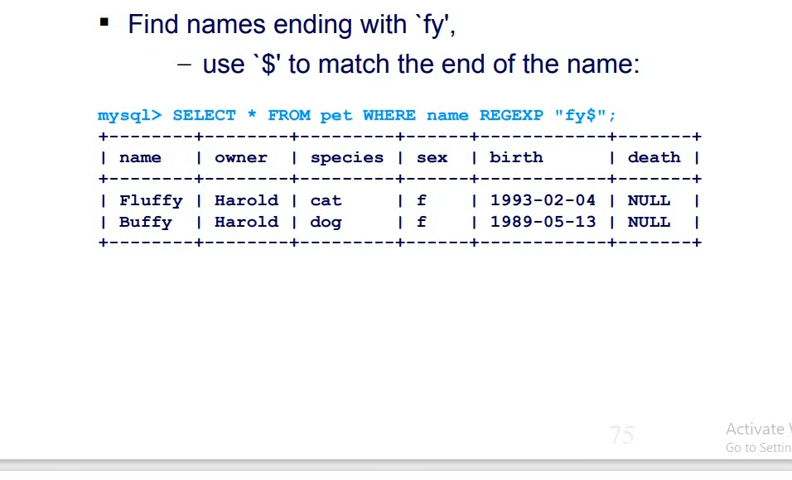 ▪ Find names ending with `fy',
– use `$' to match the end of the name:
mysql> SELECT * FROM pet WHERE name REGEXP "fy$";
+--------+--------+---------+------+------------+-------+
| name   | owner  | species | sex  | birth      | death |
+--------+--------+---------+------+------------+-------+
| Fluffy | Harold | cat     | f    | 1993-02-04 | NULL  |
| Buffy  | Harold | dog     | f    | 1989-05-13 | NULL  |
+--------+--------+---------+------+------------+-------+
75
Activate
Go to Settin